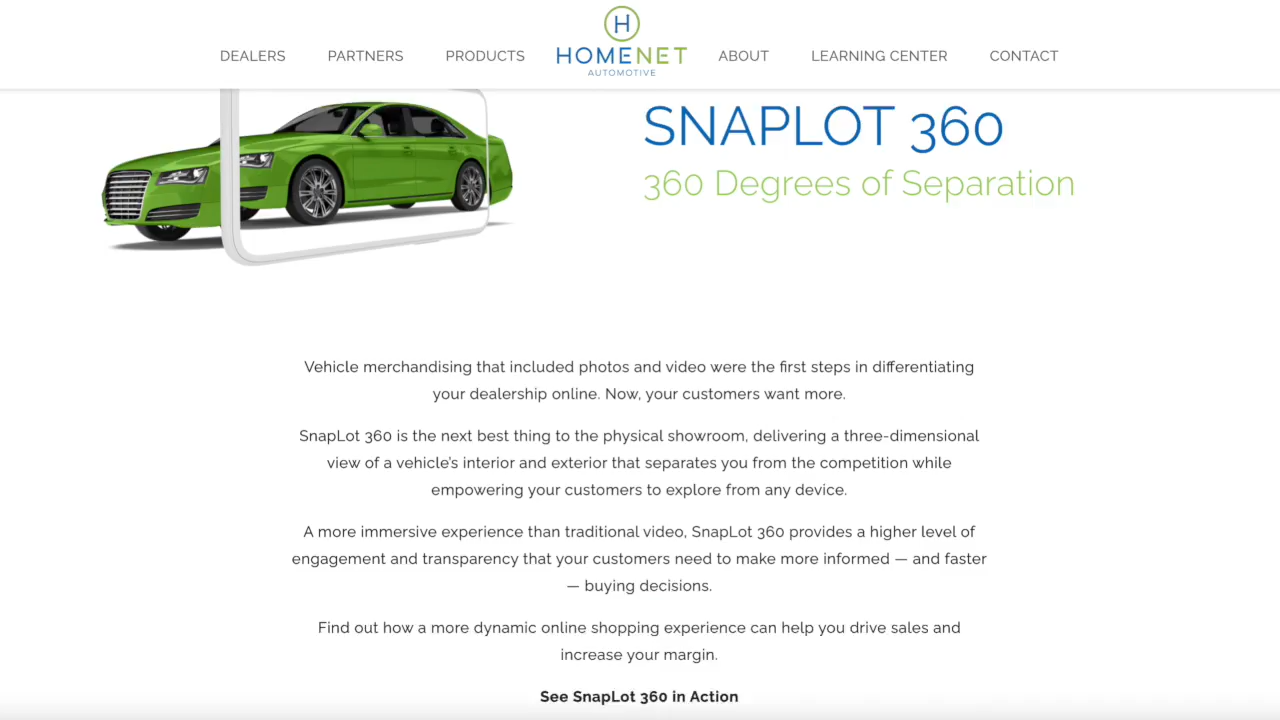 H
DEALERS PARTNERS PRODUCTS HOMENET ABOUT LEARNING CENTER CONTACT
AUTOMOTIVE
SNAPLOT 360
360 Degrees of Separation
Vehicle merchandising that included photos and video were the first steps in differentiating
your dealership online. Now, your customers want more.
SnapLot 360 is the next best thing to the physical showroom, delivering a three-dimensional
view of a vehicle's interior and exterior that separates you from the competition while
empowering your customers to explore from any device.
A more immersive experience than traditional video, SnapLot 360 provides a higher level of
engagement and transparency that your customers need to make more informed — and faster
— buying decisions.
Find out how a more dynamic online shopping experience can help you drive sales and
increase your margin.
See SnapLot 360 in Action